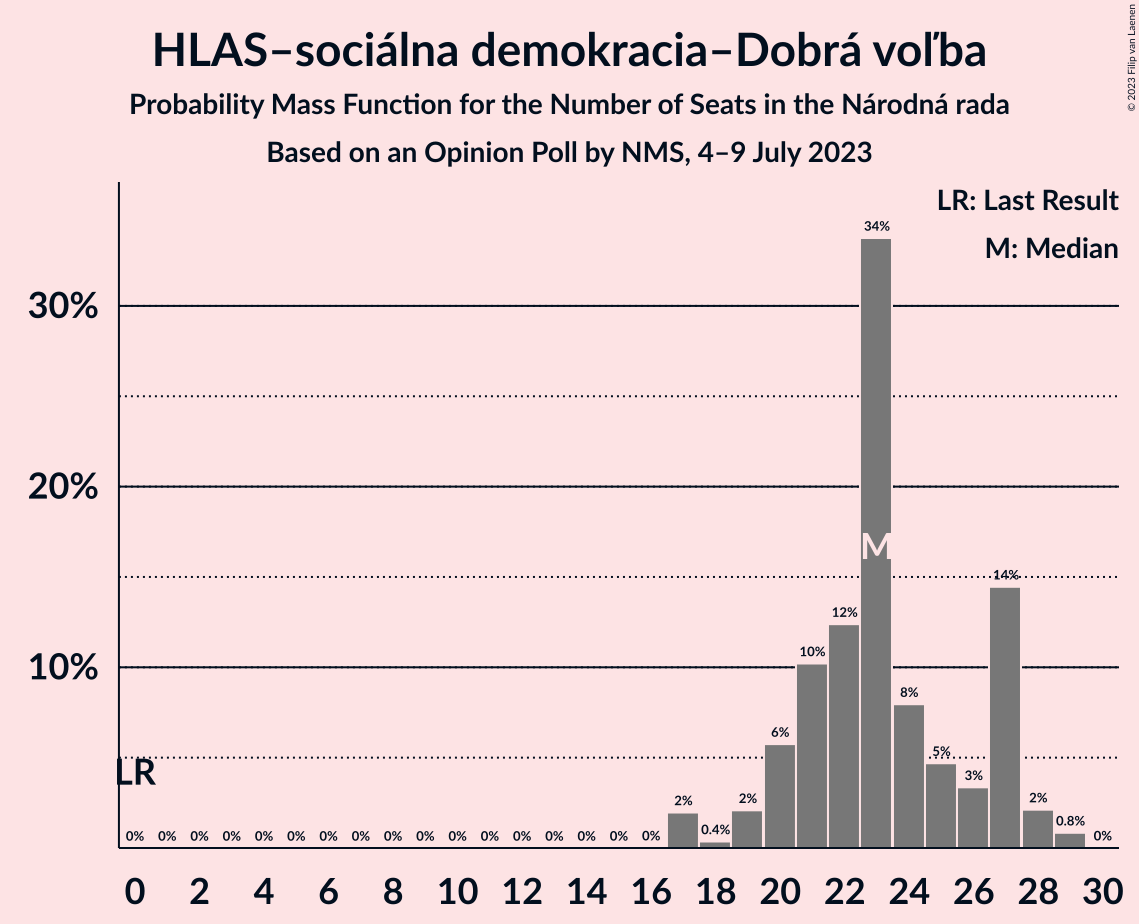 HLAS–sociálna demokracia–Dobrá voľba
Probability Mass Function for the Number of Seats in the Národná rada
Based on an Opinion Poll by NMS, 4–9 July 2023
© 2023 Filip van Laenen
LR: Last Result
M: Median
30%
20%
10%
34%
M
14%
12%
10%
8%
6%
5%
3%
LR
2% 0.4% 2% 2% 0.8%
0% 0% 0% 0% 0% 0% 0% 0% 0% 0% 0% 0% 0% 0% 0% 0% 0% 0%
0 2 4 6 8 10 12 14 16 18 20 22 24 26 28 30